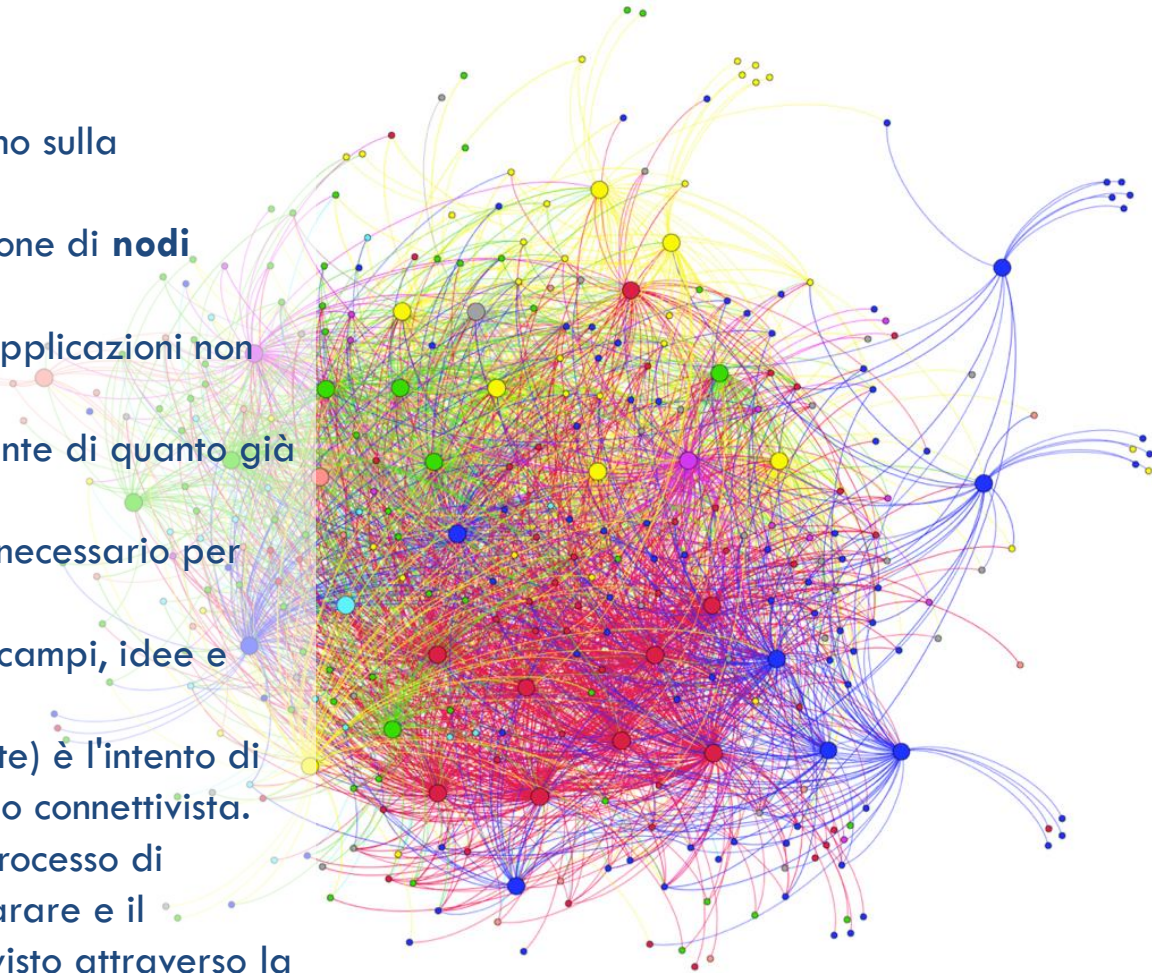 no sulla
one di nodi
pplicazioni non
nte di quanto già
necessario per
campi, idee e
te) è l'intento di
o connettivista.
rocesso di
arare e il
visto attraverso la